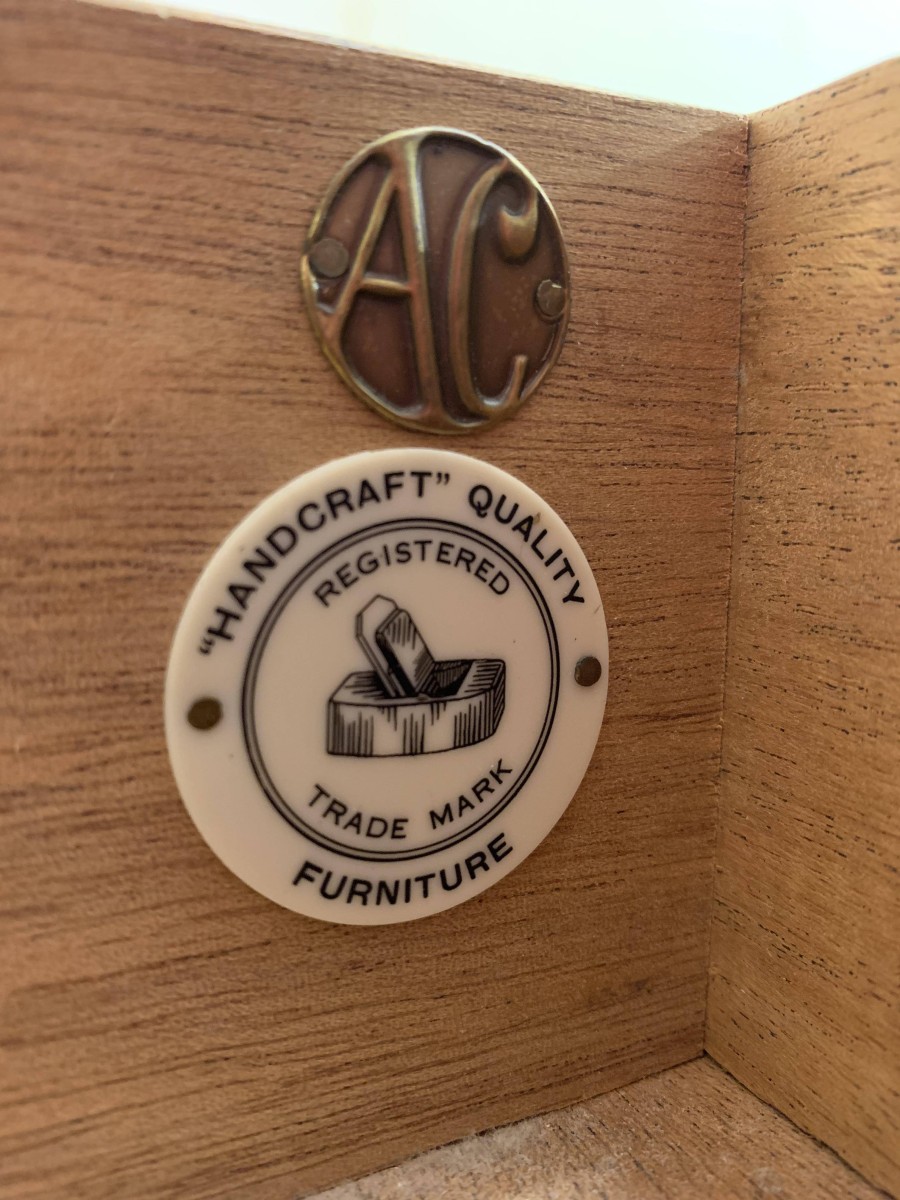 AC
"HANDCRAFT" QUALITY
REGISTERED
TRADE MARK
FURNITURE